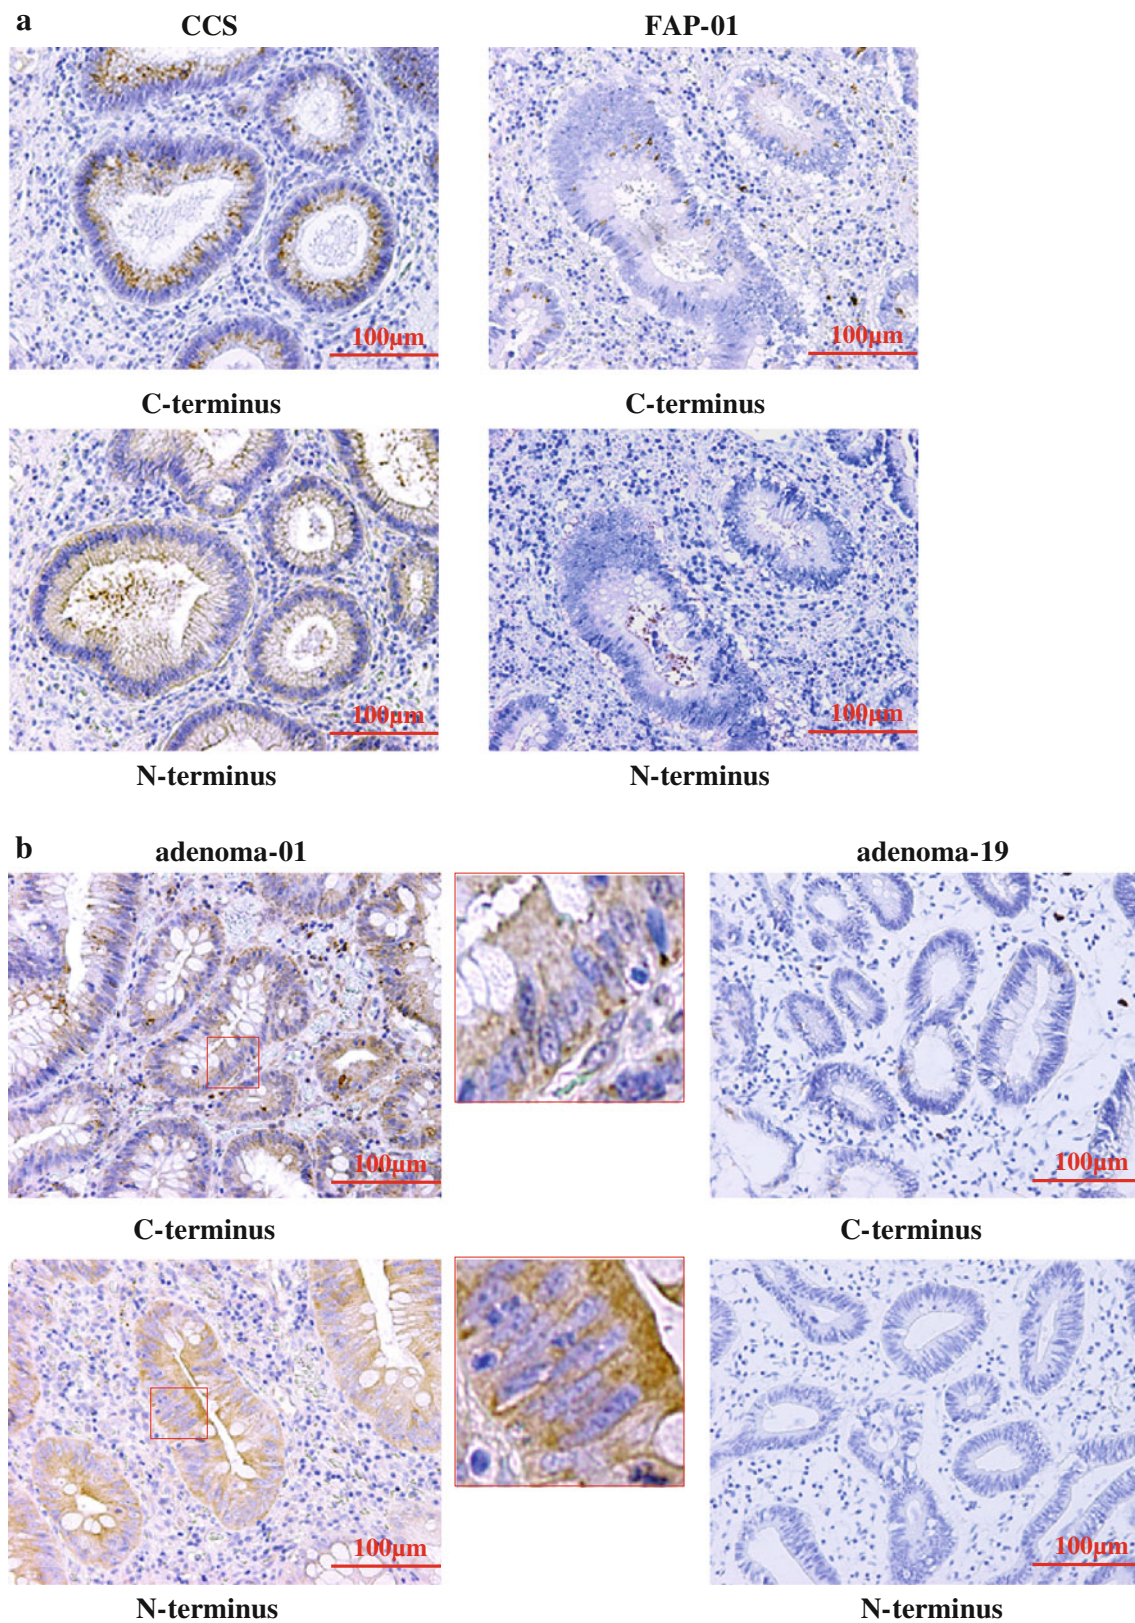 a
CCS
FAP-01
100μm
100μm
C-terminus
C-terminus
100μm
100μm
N-terminus
N-terminus
b
adenoma-01
adenoma-19
100μm
100μm
C-terminus
C-terminus
100μm
100μm
N-terminus
N-terminus